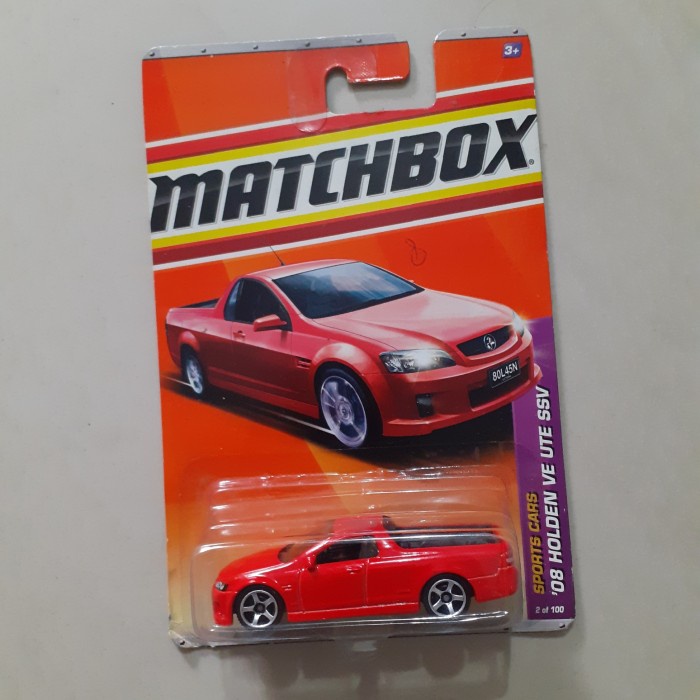 3+
MATCHBOX®
80L45N
SPORTS CARS
'08 HOLDEN VE UTE SSV
2 of 100